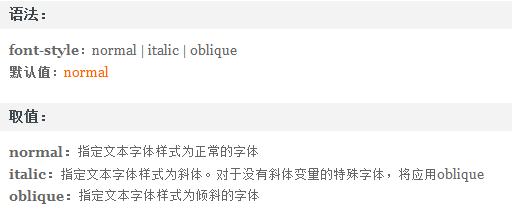 语法：
font-style：normal | italic | oblique
默认值：normal
取值：
normal：指定文本字体样式为正常的字体
italic：指定文本字体样式为斜体。对于没有斜体变量的特殊字体，将应用oblique
oblique：指定文本字体样式为倾斜的字体